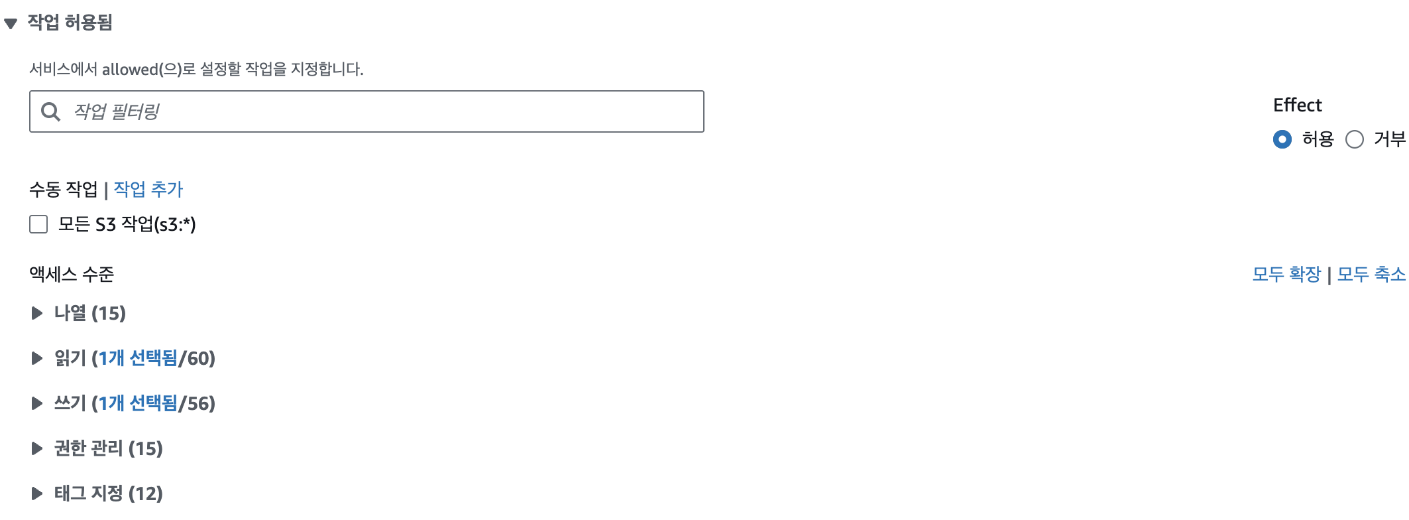 작업 허용됨
서비스에서 allowed(으)로 설정할 작업을 지정합니다.
작업 필터링
Effect
허용 거부
수동 작업 | 작업 추가
모든 S3 작업(s3:*)
액세스 수준 모두 확장 | 모두 축소
나열 (15)
읽기 (1개 선택됨/60)
쓰기 (1개 선택됨/56)
권한 관리 (15)
태그 지정 (12)